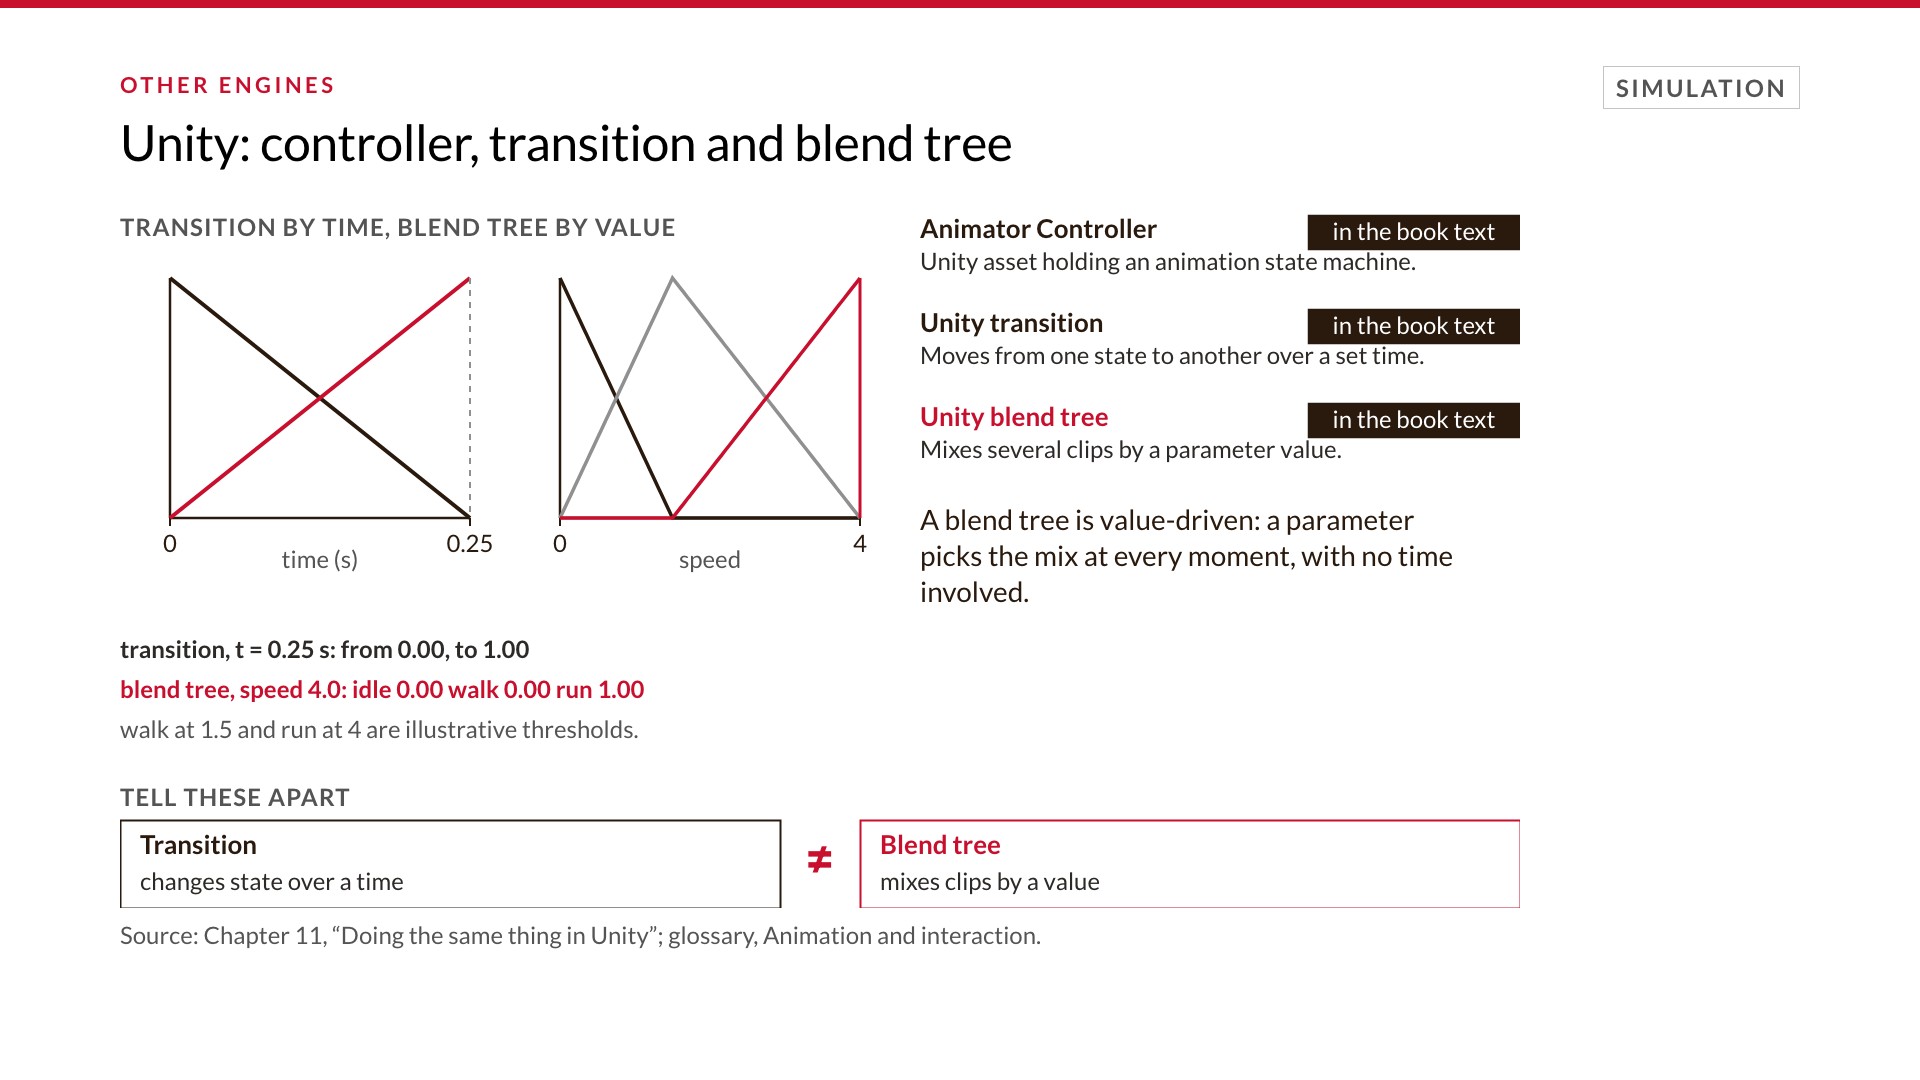 OTHER ENGINES
SIMULATION
Unity: controller, transition and blend tree
TRANSITION BY TIME, BLEND TREE BY VALUE
0
0.25
time (s)
0
4
speed
Animator Controller
in the book text
Unity asset holding an animation state machine.
Unity transition
in the book text
Moves from one state to another over a set time.
Unity blend tree
in the book text
Mixes several clips by a parameter value.
A blend tree is value-driven: a parameter
picks the mix at every moment, with no time
involved.
transition, t = 0.25 s: from 0.00, to 1.00
blend tree, speed 4.0: idle 0.00 walk 0.00 run 1.00
walk at 1.5 and run at 4 are illustrative thresholds.
TELL THESE APART
Transition
changes state over a time
≠
Blend tree
mixes clips by a value
Source: Chapter 11, “Doing the same thing in Unity”; glossary, Animation and interaction.